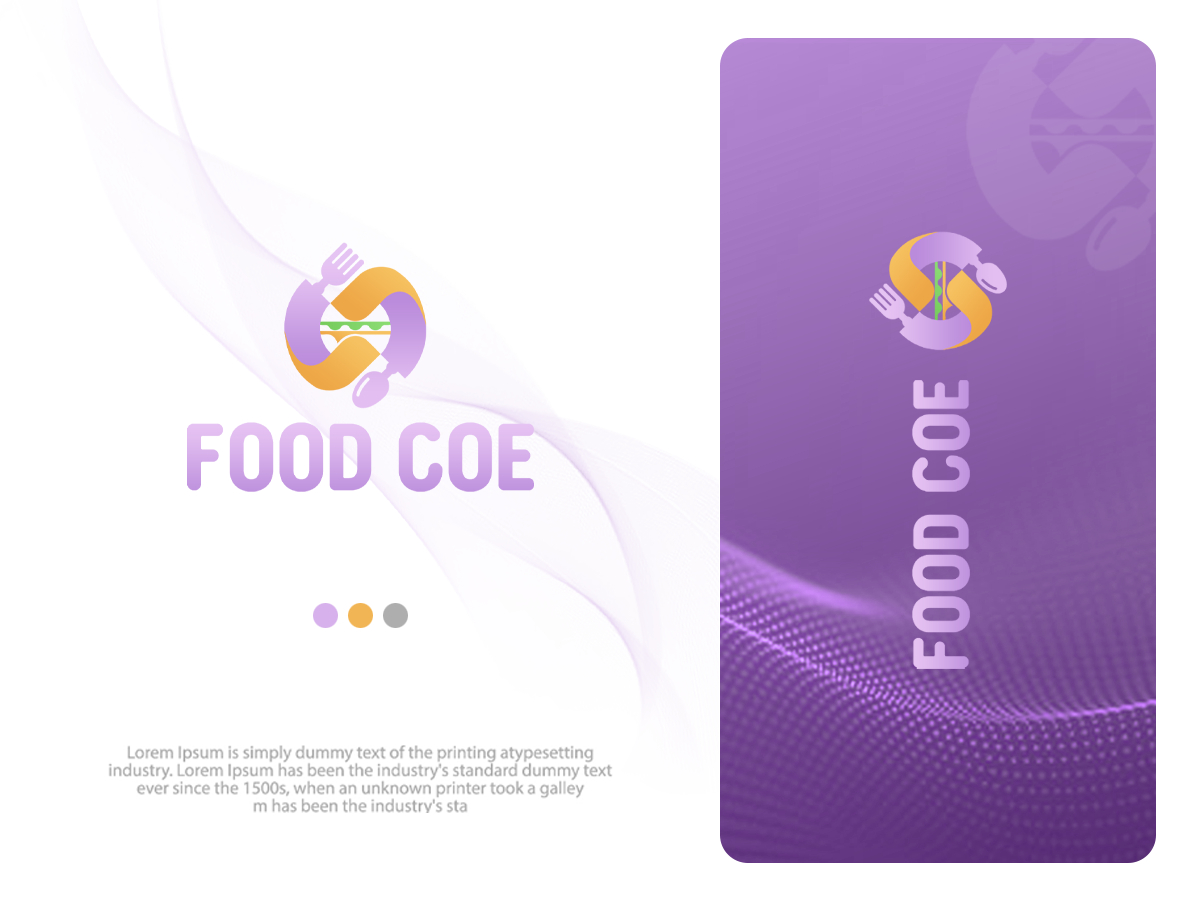 FOOD COE
Lorem Ipsum is simply dummy text of the printing atypesetting
industry. Lorem Ipsum has been the industry's standard dummy text
ever since the 1500s, when an unknown printer took a galley
m has been the industry's sta
FOOD COE